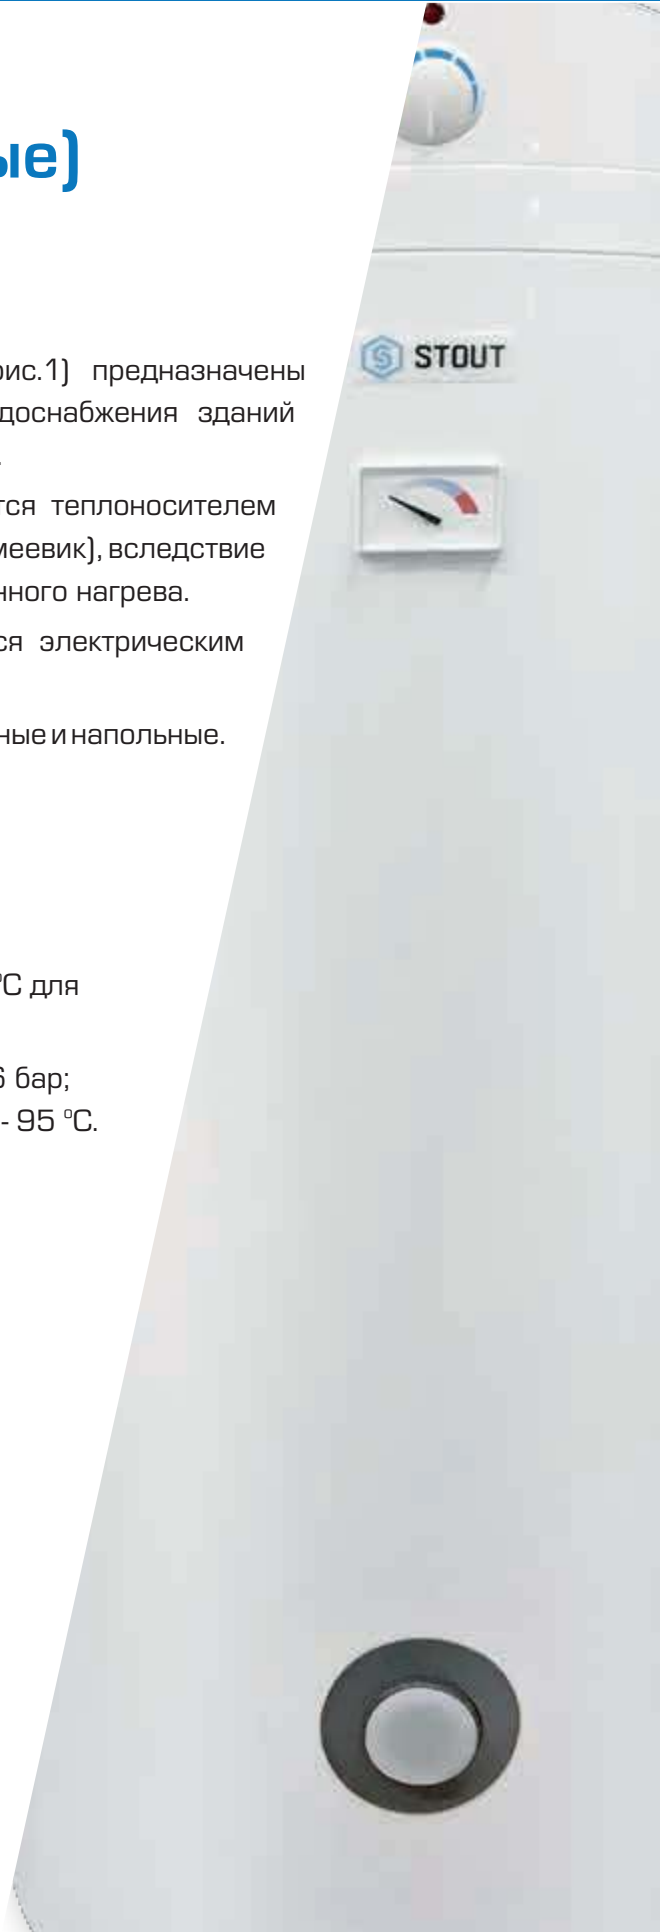 ые)
рис.1) предназначены
доснабжения зданий
.
тся теплоносителем
меевик), вследствие
нного нагрева.
ся электрическим
ные и напольные.
°С для
6 бар;
- 95 °С.
STOUT